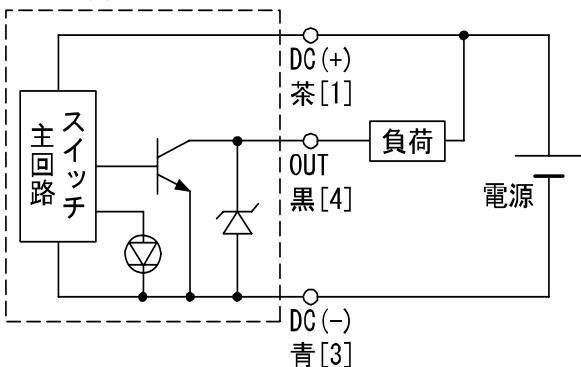 DC(+)
茶[1]
スイッチ
主回路
負荷
OUT
黒[4]
電源
DC(-)
青[3]